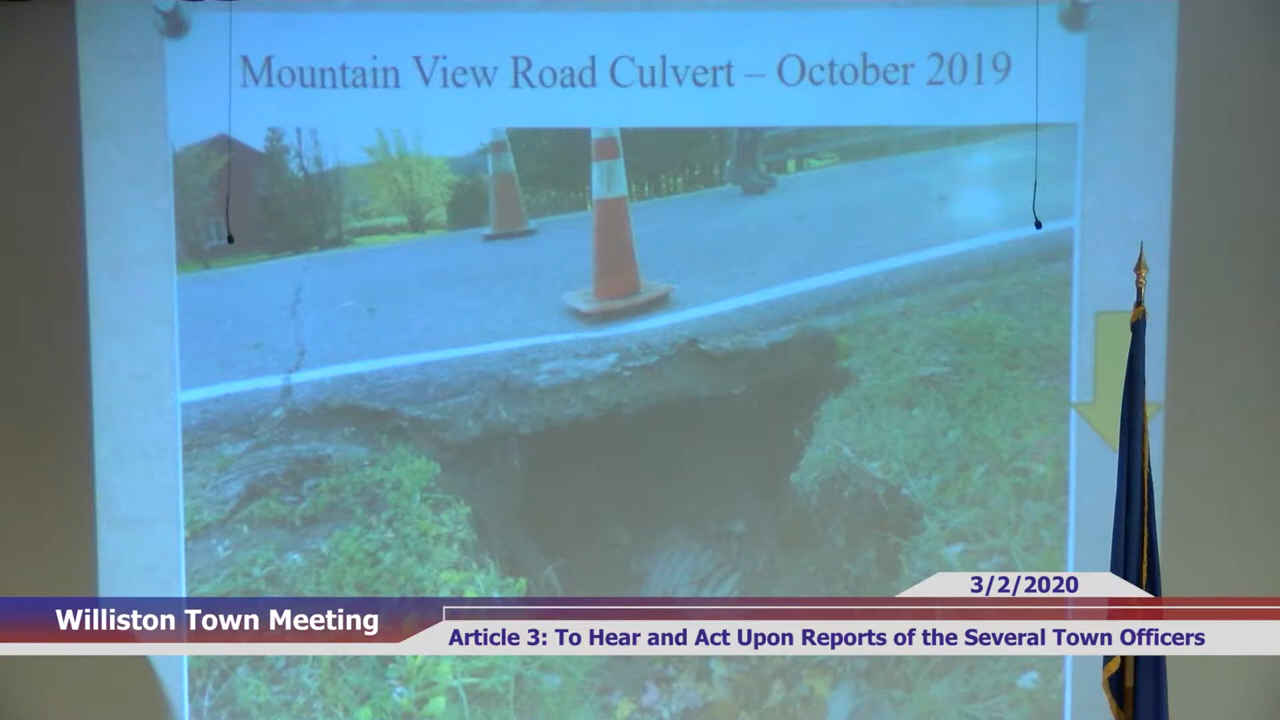 Mountain View Road Culvert – October 2019
3/2/2020
Williston Town Meeting
Article 3: To Hear and Act Upon Reports of the Several Town Officers